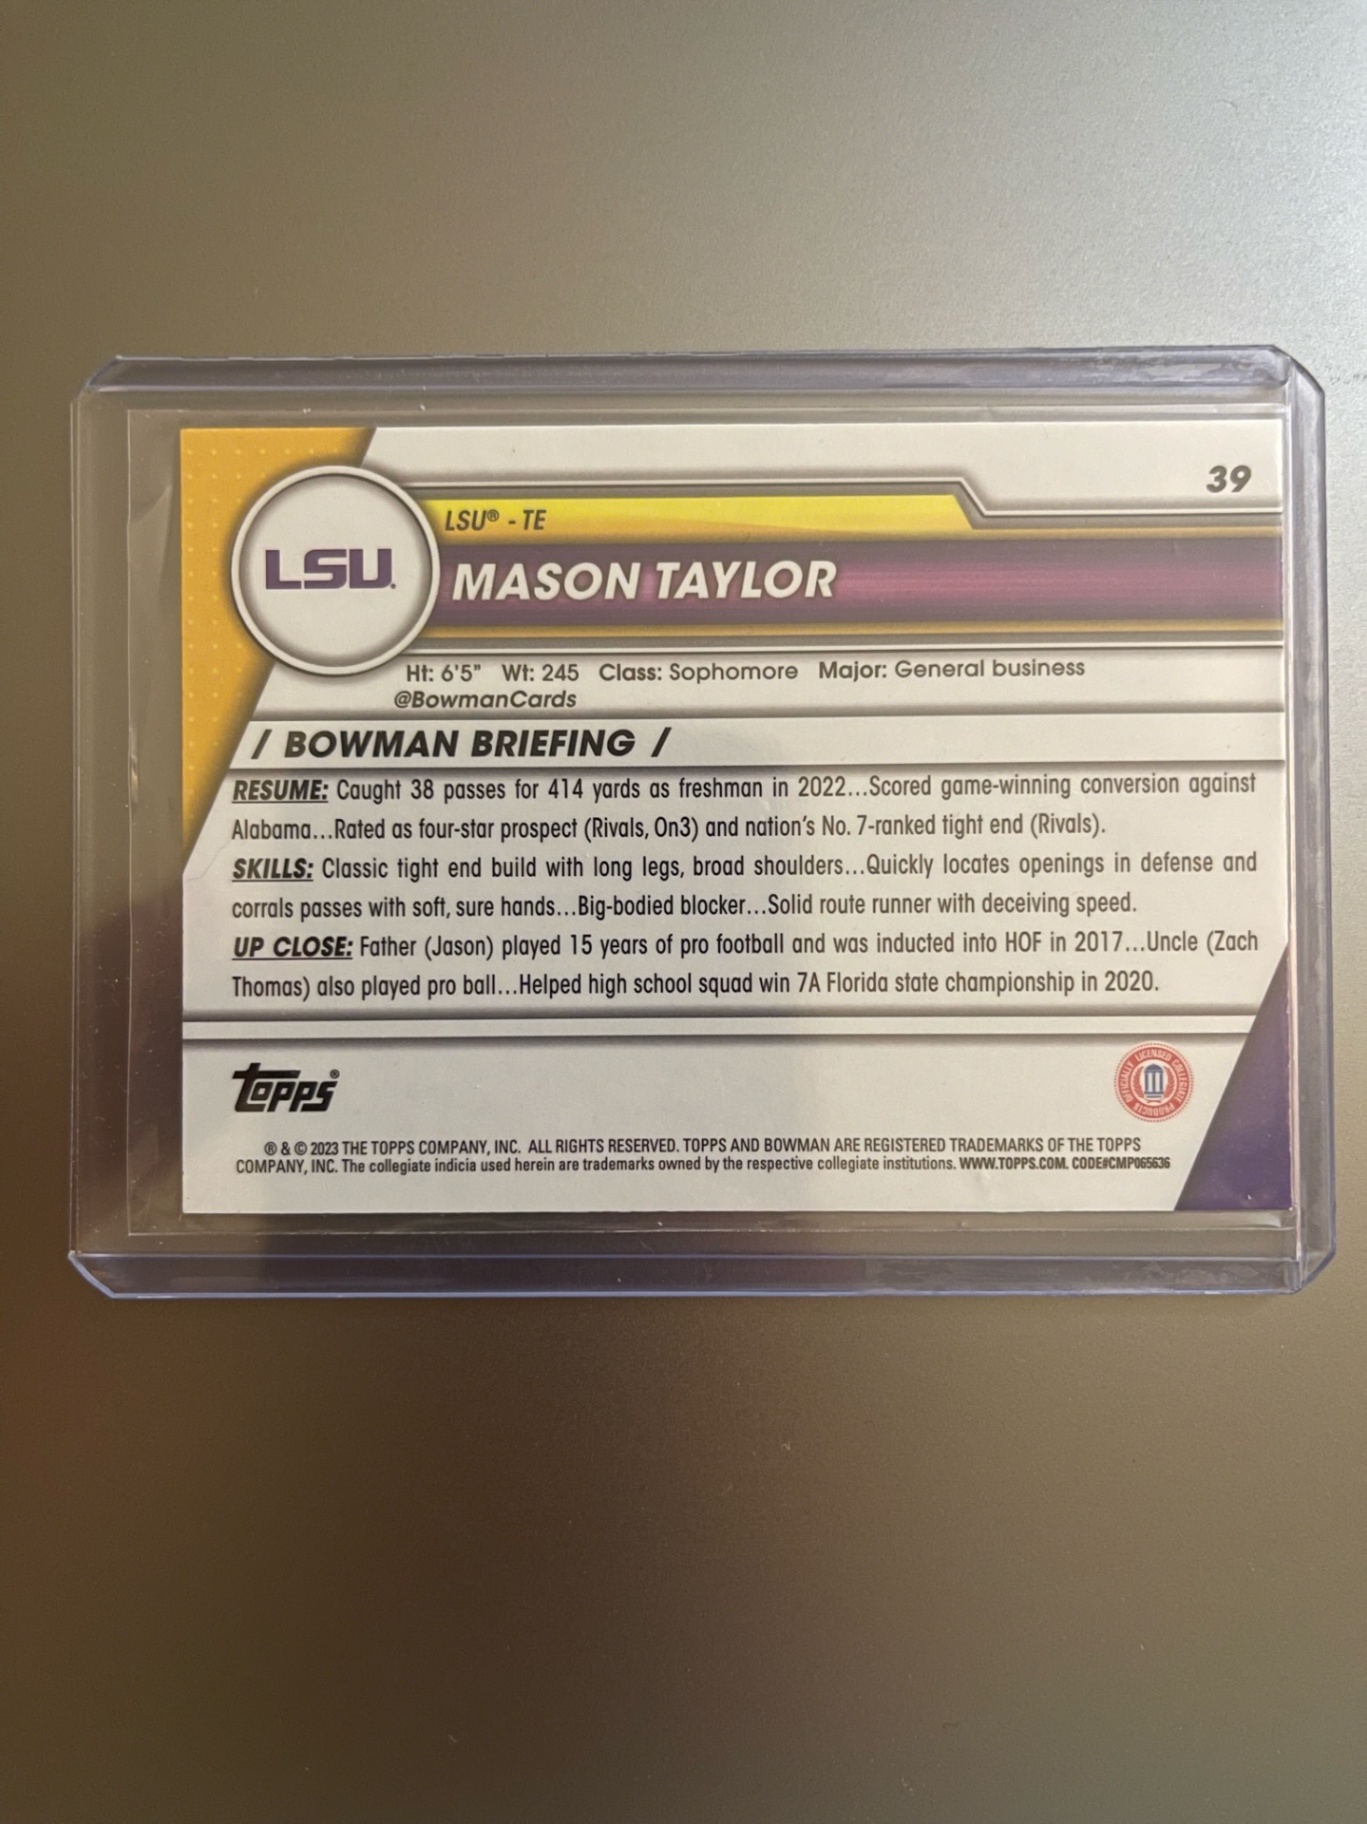 39
LSU® - TE
LSU
MASON TAYLOR
Ht: 6'5" Wt: 245 Class: Sophomore Major: General business
@BowmanCards
/ BOWMAN BRIEFING /
RESUME: Caught 38 passes for 414 yards as freshman in 2022...Scored game-winning conversion against
Alabama...Rated as four-star prospect (Rivals, On3) and nation's No. 7-ranked tight end (Rivals).
SKILLS: Classic tight end build with long legs, broad shoulders...Quickly locates openings in defense and
corrals passes with soft, sure hands...Big-bodied blocker...Solid route runner with deceiving speed.
UP CLOSE: Father (Jason) played 15 years of pro football and was inducted into HOF in 2017...Uncle (Zach
Thomas) also played pro ball...Helped high school squad win 7A Florida state championship in 2020.
topps®
OFFICIALLY LICENSED COLLEGIATE PRODUCTS
® & © 2023 THE TOPPS COMPANY, INC. ALL RIGHTS RESERVED. TOPPS AND BOWMAN ARE REGISTERED TRADEMARKS OF THE TOPPS
COMPANY, INC. The collegiate indicia used herein are trademarks owned by the respective collegiate institutions. WWW.TOPPS.COM. CODE#CMP065636